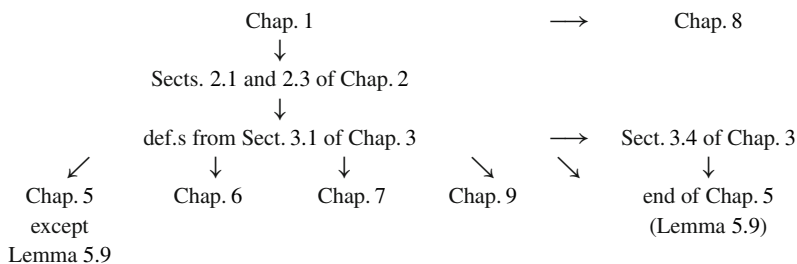 Chap. 1 → Chap. 8
↓
Sects. 2.1 and 2.3 of Chap. 2
↓
def.s from Sect. 3.1 of Chap. 3 → Sect. 3.4 of Chap. 3
↙ ↓ ↓ ↘ ↘ ↓
Chap. 5 Chap. 6 Chap. 7 Chap. 9 end of Chap. 5
except (Lemma 5.9)
Lemma 5.9